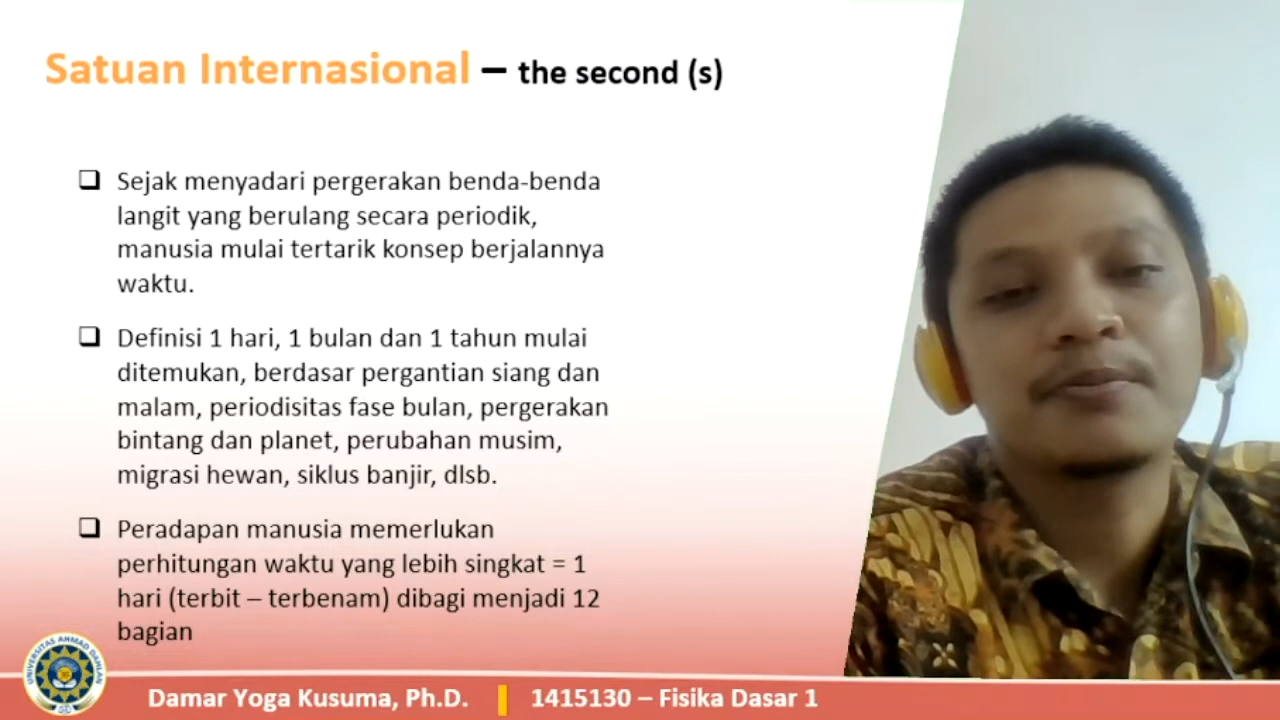 Satuan Internasional – the second (s)
❑ Sejak menyadari pergerakan benda-benda
langit yang berulang secara periodik,
manusia mulai tertarik konsep berjalannya
waktu.
❑ Definisi 1 hari, 1 bulan dan 1 tahun mulai
ditemukan, berdasar pergantian siang dan
malam, periodisitas fase bulan, pergerakan
bintang dan planet, perubahan musim,
migrasi hewan, siklus banjir, dlsb.
❑ Peradapan manusia memerlukan
perhitungan waktu yang lebih singkat = 1
hari (terbit – terbenam) dibagi menjadi 12
bagian
UNIVERSITAS AHMAD DAHLAN
Damar Yoga Kusuma, Ph.D. | 1415130 – Fisika Dasar 1